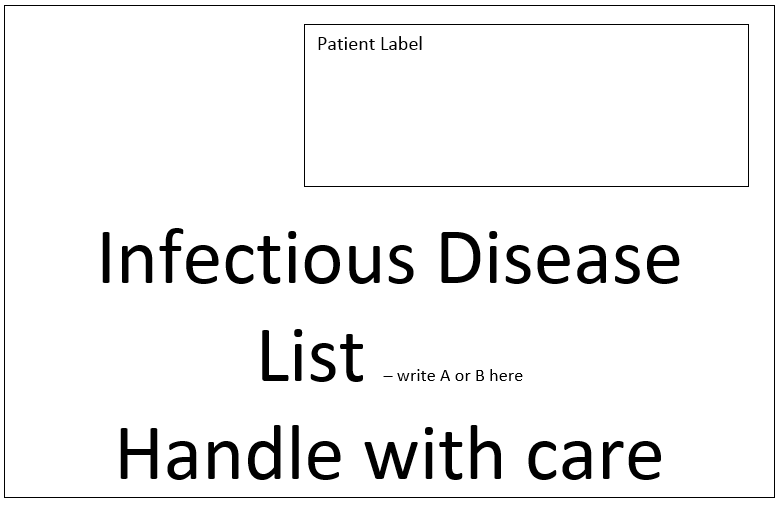 Patient Label
Infectious Disease
List – write A or B here
Handle with care